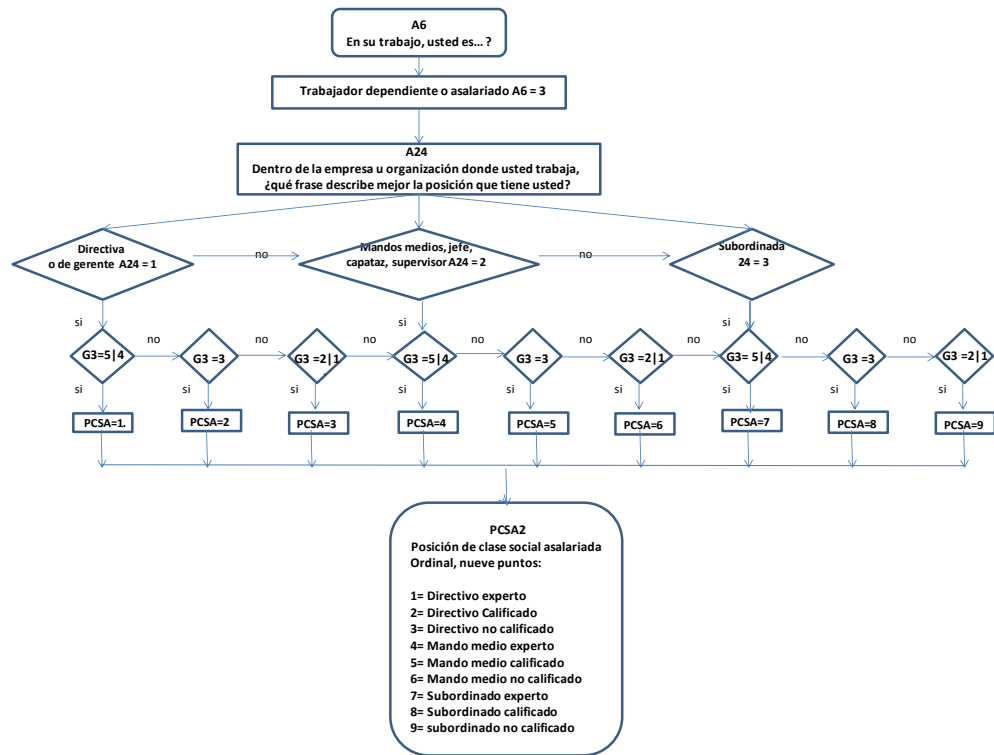 A6
En su trabajo, usted es... ?
Trabajador dependiente o asalariado A6 = 3
A24
Dentro de la empresa u organización donde usted trabaja,
¿qué frase describe mejor la posición que tiene usted?
Directiva
o de gerente A24 = 1
no
Mandos medios, jefe,
capataz, supervisor A24 = 2
no
Subordinada
24 = 3
si
si
si
G3=5|4
no
G3 =3
no
G3 =2|1
no
G3 =5|4
no
G3 =3
no
G3 =2|1
no
G3= 5|4
no
G3 =3
no
G3 =2|1
si
si
si
si
si
si
si
si
si
PCSA=1.
PCSA=2
PCSA=3
PCSA=4
PCSA=5
PCSA=6
PCSA=7
PCSA=8
PCSA=9
PCSA2
Posición de clase social asalariada
Ordinal, nueve puntos:
1= Directivo experto
2= Directivo Calificado
3= Directivo no calificado
4= Mando medio experto
5= Mando medio calificado
6= Mando medio no calificado
7= Subordinado experto
8= Subordinado calificado
9= subordinado no calificado